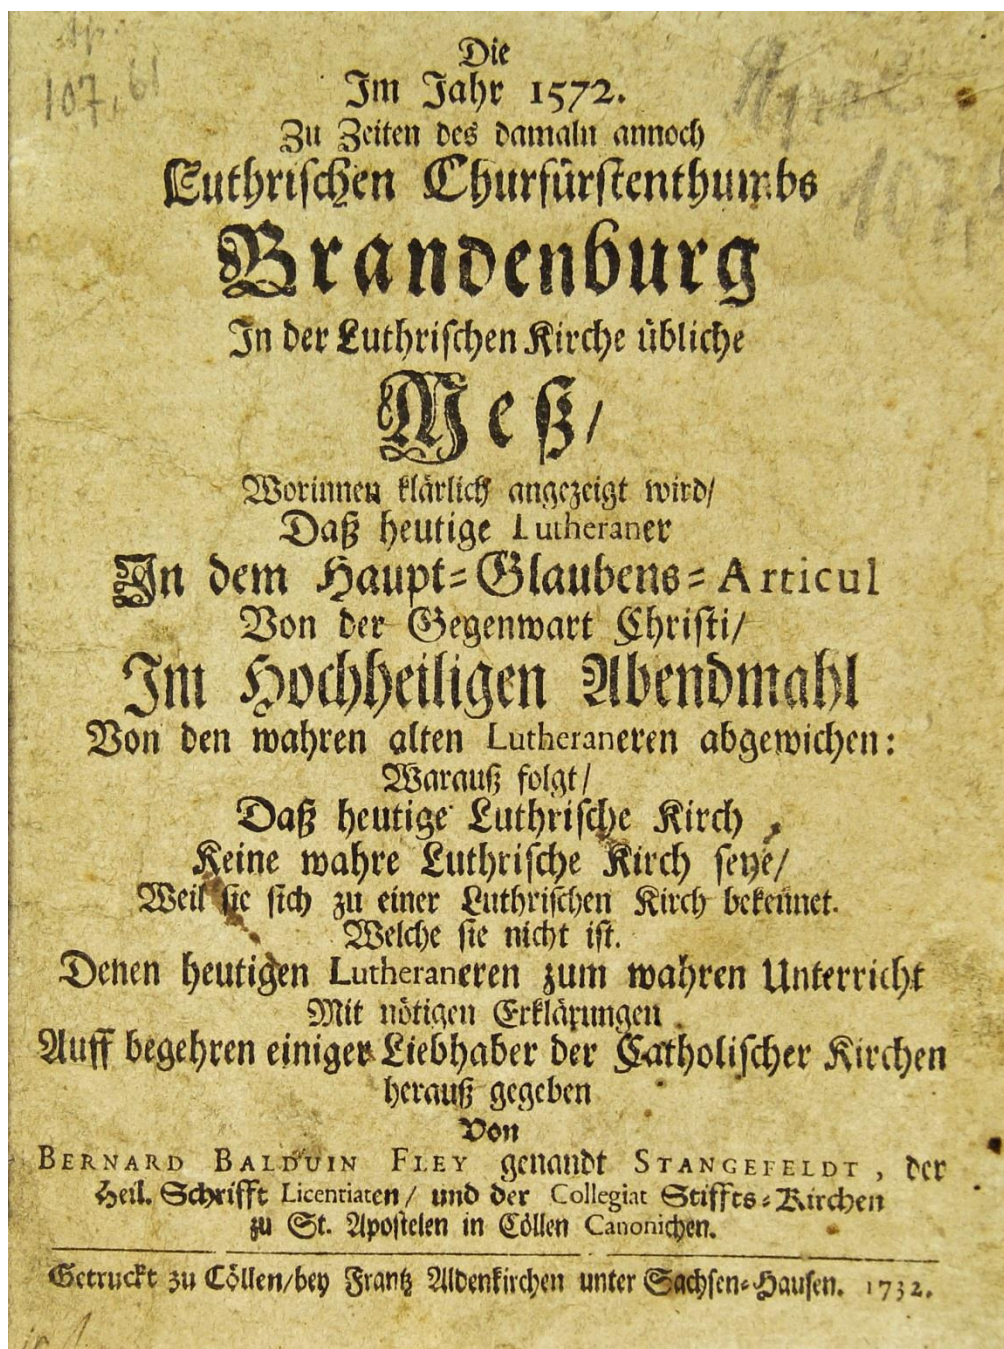 107, 61
Die
Im Jahr 1572.
Zu Zeiten des damaln annoch
Luthrischen Churfürstenthumbs
Brandenburg
In der Luthrischen Kirche übliche
Meß/
Worinnen klärlich angezeigt wird/
Daß heutige Lutheraner
In dem Haupt-Glaubens-Articul
Von der Gegenwart Christi/
Im Hochheiligen Abendmahl
Von den wahren alten Lutheraneren abgewichen:
Warauß folgt/
Daß heutige Luthrische Kirch
Keine wahre Luthrische Kirch seye/
Weil sie sich zu einer Luthrischen Kirch bekennet.
Welche sie nicht ist.
Denen heutigen Lutheraneren zum wahren Unterricht
Mit nötigen Erklärungen
Auff begehren einiger Liebhaber der Catholischer Kirchen
herauß gegeben
Von
BERNARD BALDUIN FLEY genandt STANGEFELDT, der
Heil. Schrifft Licentiaten/ und der Collegiat Stiffts-Kirchen
zu St. Apostelen in Cöllen Canonichen.
Getruckt zu Cöllen/bey Frantz Aldenkirchen unter Sachsen-Hausen. 1732.